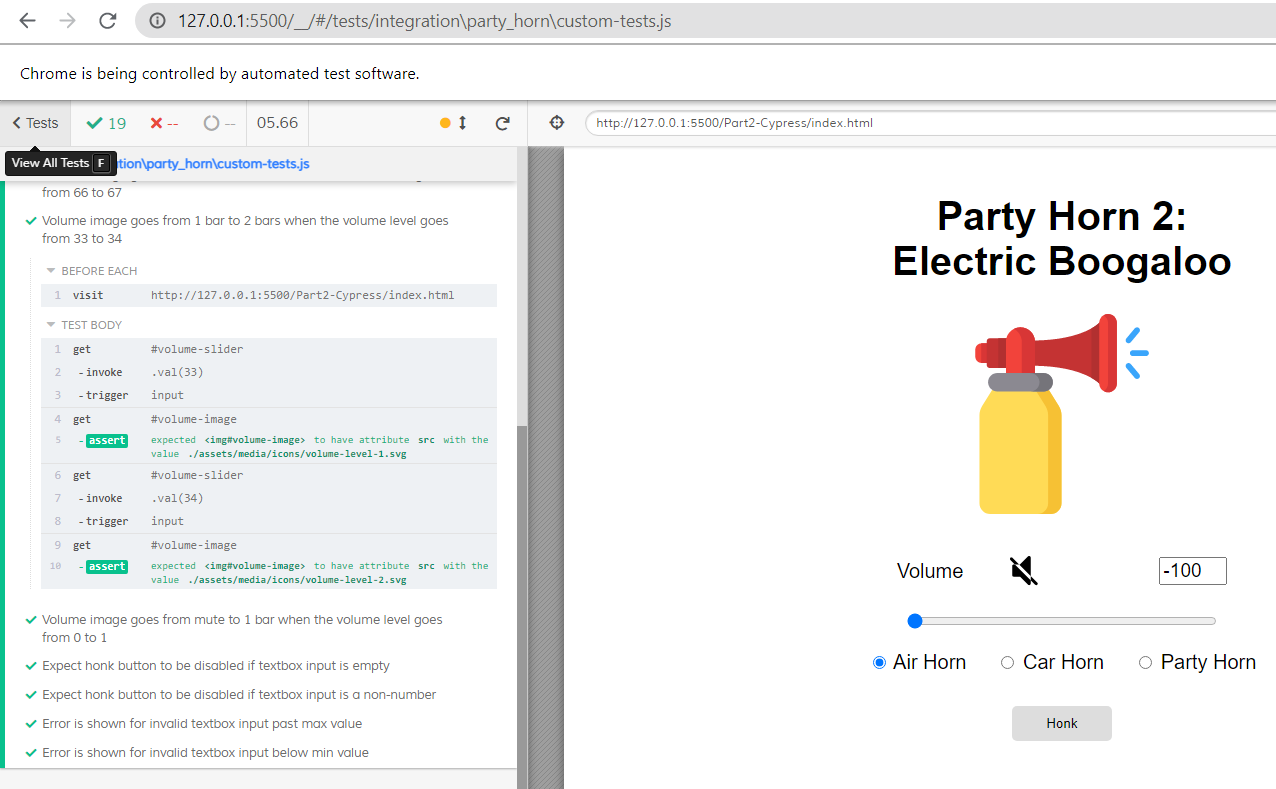 127.0.0.1:5500/__/#/tests/integration\party_horn\custom-tests.js
Chrome is being controlled by automated test software.
Tests 19 -- -- 05.66
http://127.0.0.1:5500/Part2-Cypress/index.html
View All Tests F
tion\party_horn\custom-tests.js
from 66 to 67
Volume image goes from 1 bar to 2 bars when the volume level goes
from 33 to 34
BEFORE EACH
1 visit http://127.0.0.1:5500/Part2-Cypress/index.html
TEST BODY
1 get #volume-slider
2 -invoke .val(33)
3 -trigger input
4 get #volume-image
5 -assert expected <img#volume-image> to have attribute src with the
value ./assets/media/icons/volume-level-1.svg
6 get #volume-slider
7 -invoke .val(34)
8 -trigger input
9 get #volume-image
10 -assert expected <img#volume-image> to have attribute src with the
value ./assets/media/icons/volume-level-2.svg
Volume image goes from mute to 1 bar when the volume level goes
from 0 to 1
Expect honk button to be disabled if textbox input is empty
Expect honk button to be disabled if textbox input is a non-number
Error is shown for invalid textbox input past max value
Error is shown for invalid textbox input below min value
Party Horn 2:
Electric Boogaloo
Volume -100
Air Horn Car Horn Party Horn
Honk